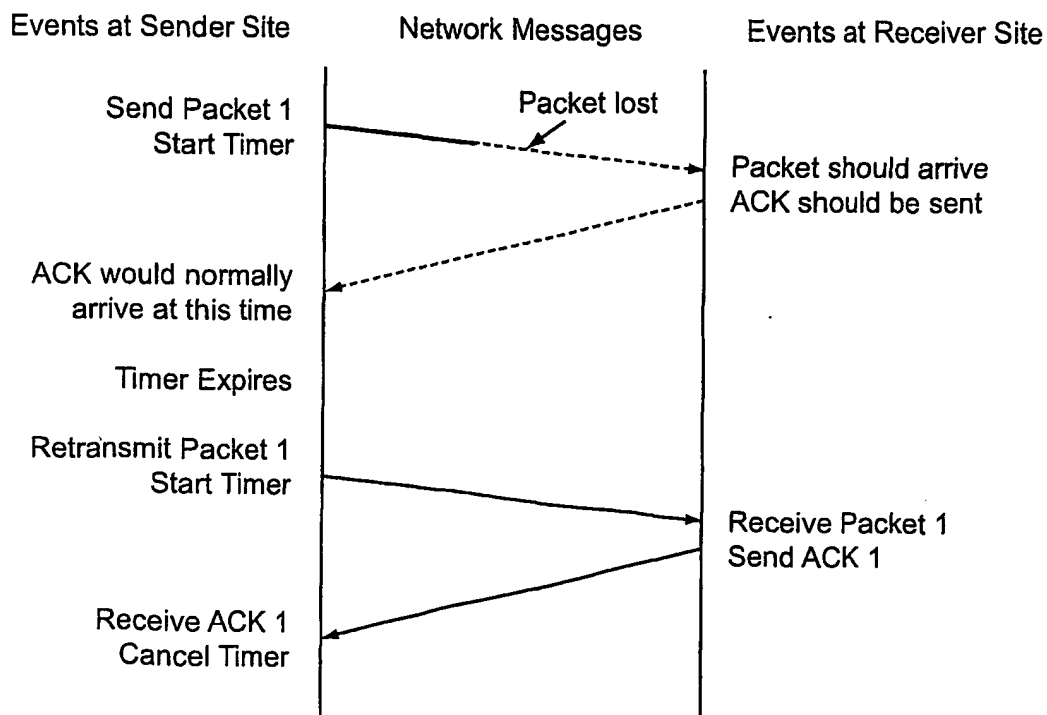 Events at Sender Site
Network Messages
Events at Receiver Site
Send Packet 1
Start Timer
Packet lost
Packet should arrive
ACK should be sent
ACK would normally
arrive at this time
Timer Expires
Retransmit Packet 1
Start Timer
Receive Packet 1
Send ACK 1
Receive ACK 1
Cancel Timer